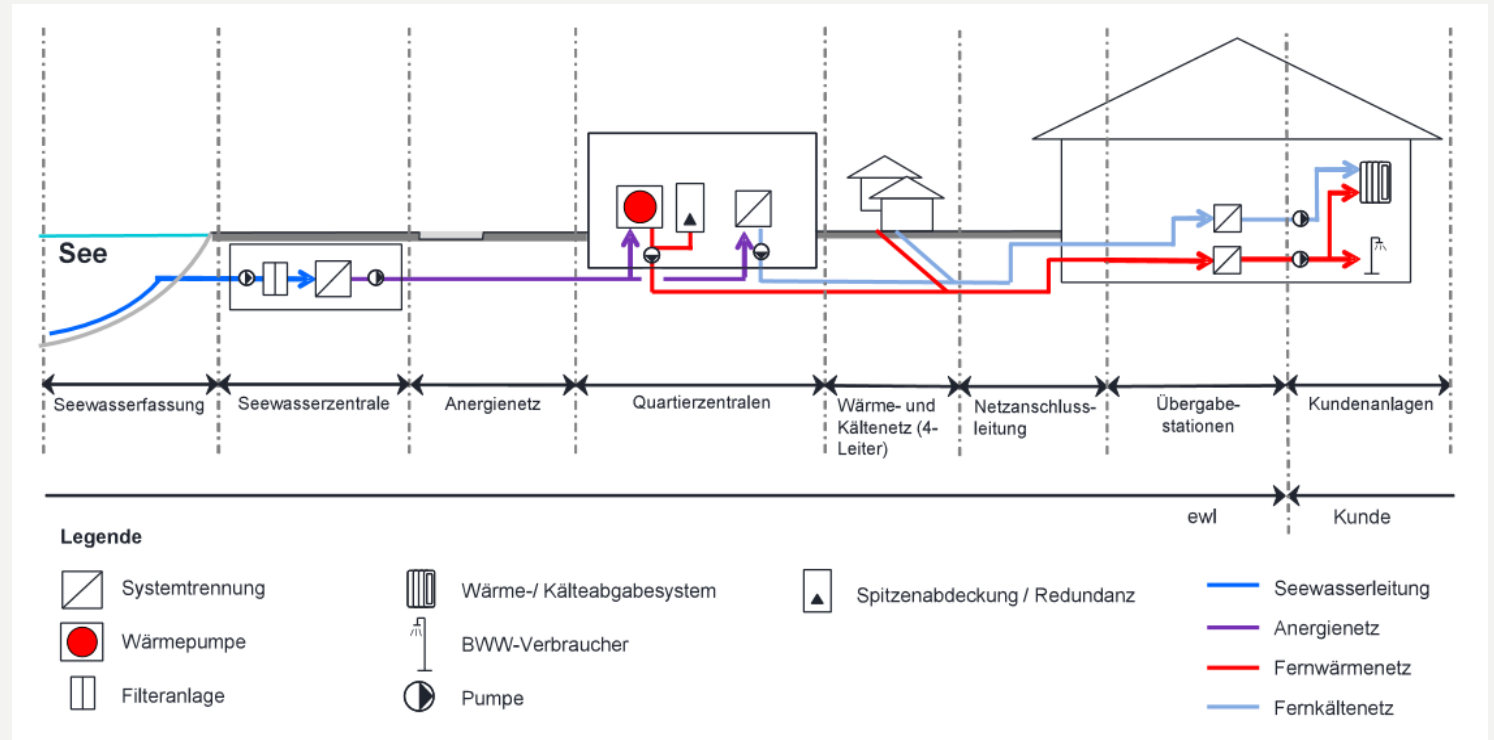 See
Seewasserfassung
Seewasserzentrale
Anergienetz
Quartierzentralen
Wärme- und
Kältenetz (4-
Leiter)
Netzanschluss-
leitung
Übergabe-
stationen
Kundenanlagen
ewl
Kunde
Legende
Systemtrennung
Wärmepumpe
Filteranlage
Wärme-/ Kälteabgabesystem
BWW-Verbraucher
Pumpe
Spitzenabdeckung / Redundanz
Seewasserleitung
Anergienetz
Fernwärmenetz
Fernkältenetz